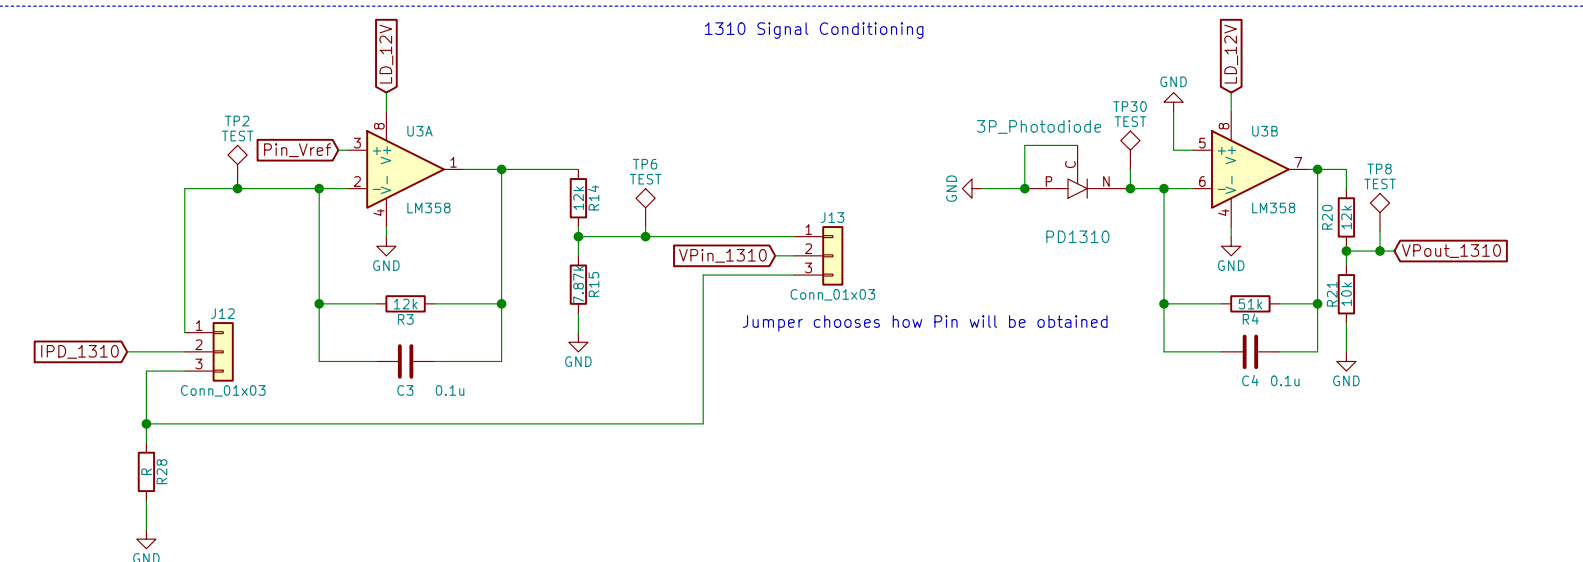 1310 Signal Conditioning
LD_12V
8
U3A
TP2
TEST
Pin_Vref
3
2
+
V+
-
V-
1
4
LM358
GND
12k
R14
TP6
TEST
7.87k
R15
GND
12k
R3
C3 0.1u
J12
IPD_1310
1
2
3
Conn_01x03
R
R28
GND
VPin_1310
J13
1
2
3
Conn_01x03
Jumper chooses how Pin will be obtained
3P_Photodiode
GND
P
C
N
PD1310
TP30
TEST
GND
LD_12V
8
U3B
5
6
+
V+
-
V-
7
4
LM358
GND
R20
12k
TP8
TEST
VPout_1310
R21
10k
GND
51k
R4
C4 0.1u